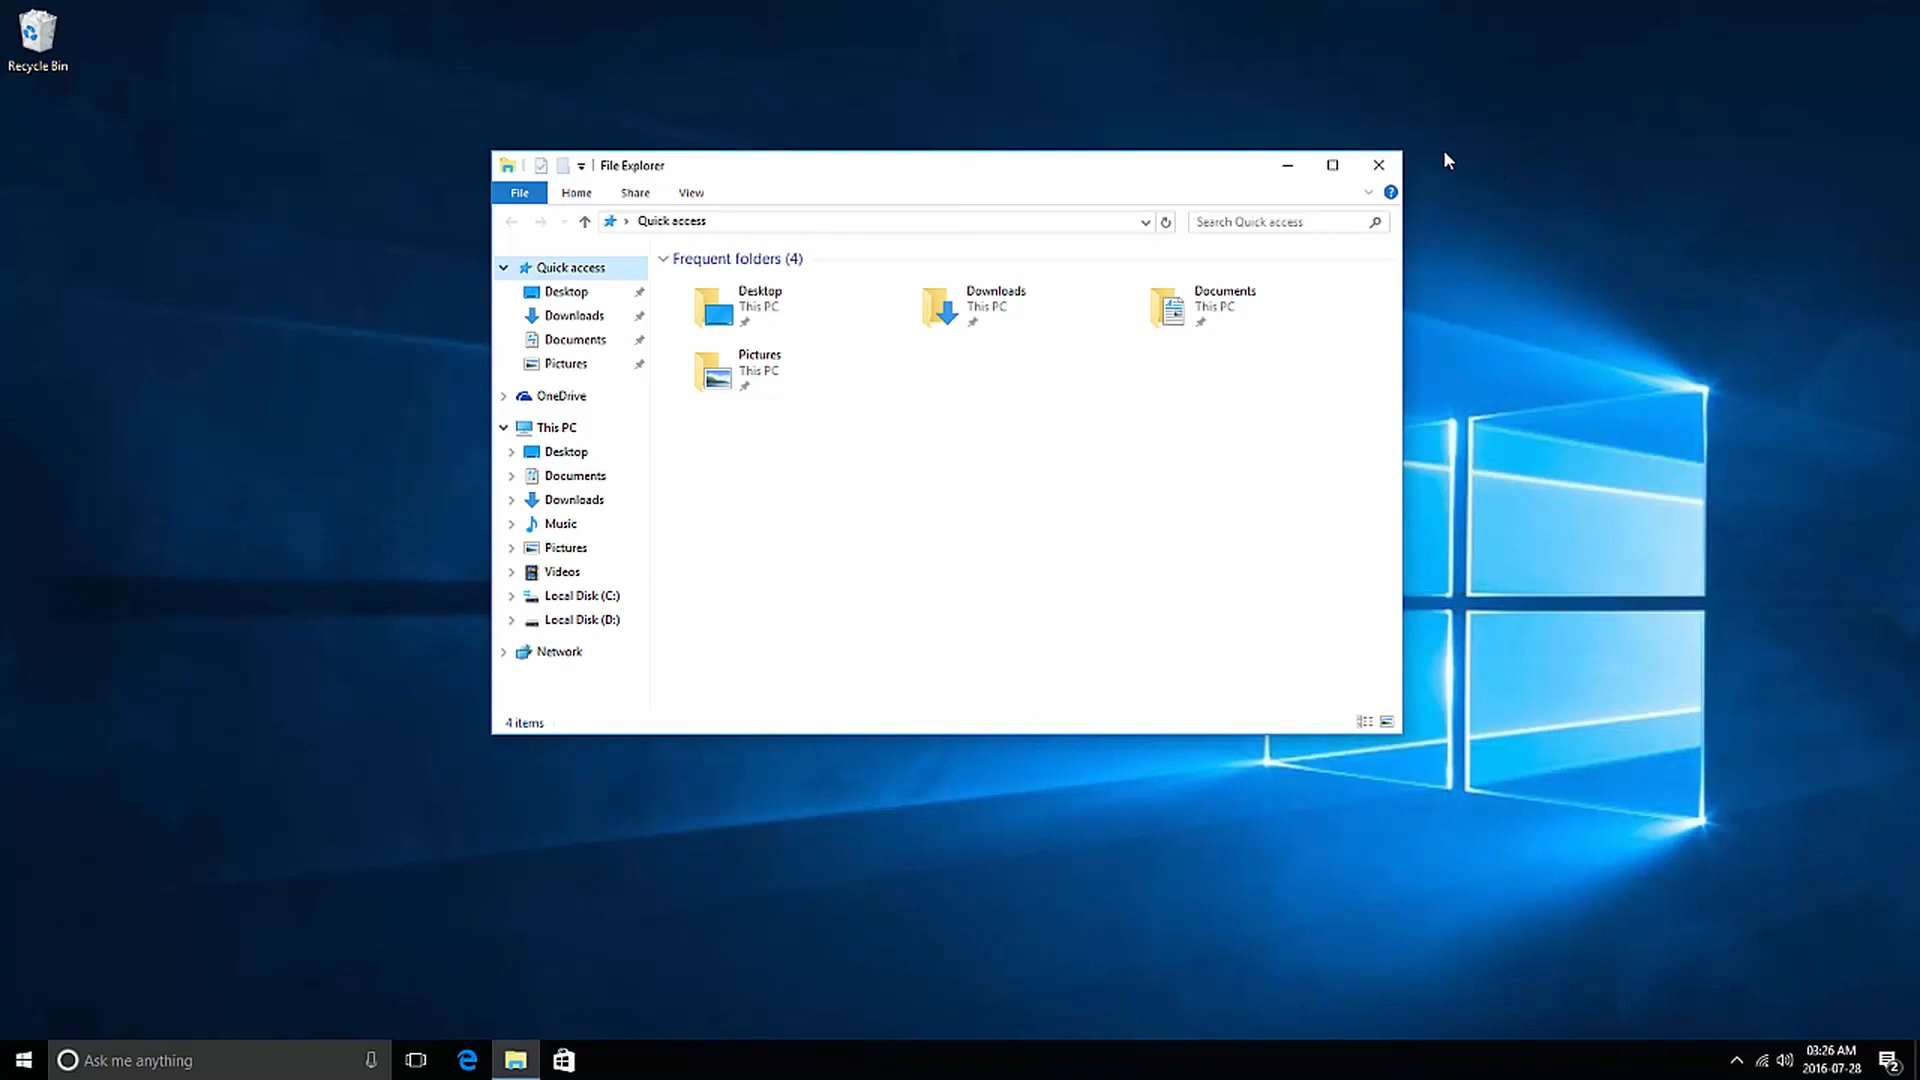 Recycle Bin
File Explorer
File Home Share View
Quick access
Search Quick access
Quick access
Desktop
Downloads
Documents
Pictures
OneDrive
This PC
Desktop
Documents
Downloads
Music
Pictures
Videos
Local Disk (C:)
Local Disk (D:)
Network
Frequent folders (4)
Desktop
This PC
Downloads
This PC
Documents
This PC
Pictures
This PC
4 items
Ask me anything
03:26 AM
2016-07-28
2